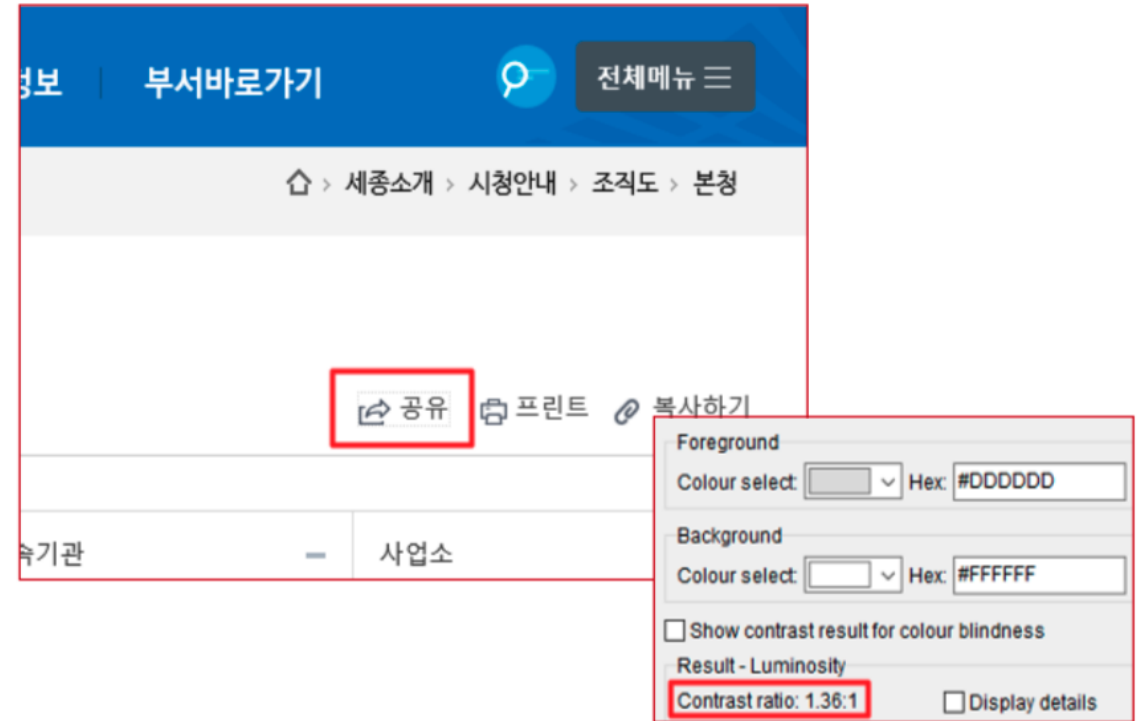 정보 부서바로가기 전체메뉴
세종소개 > 시청안내 > 조직도 > 본청
공유 프린트 복사하기
속기관 사업소
Foreground
Colour select: Hex: #DDDDDD
Background
Colour select: Hex: #FFFFFF
Show contrast result for colour blindness
Result - Luminosity
Contrast ratio: 1.36:1 Display details